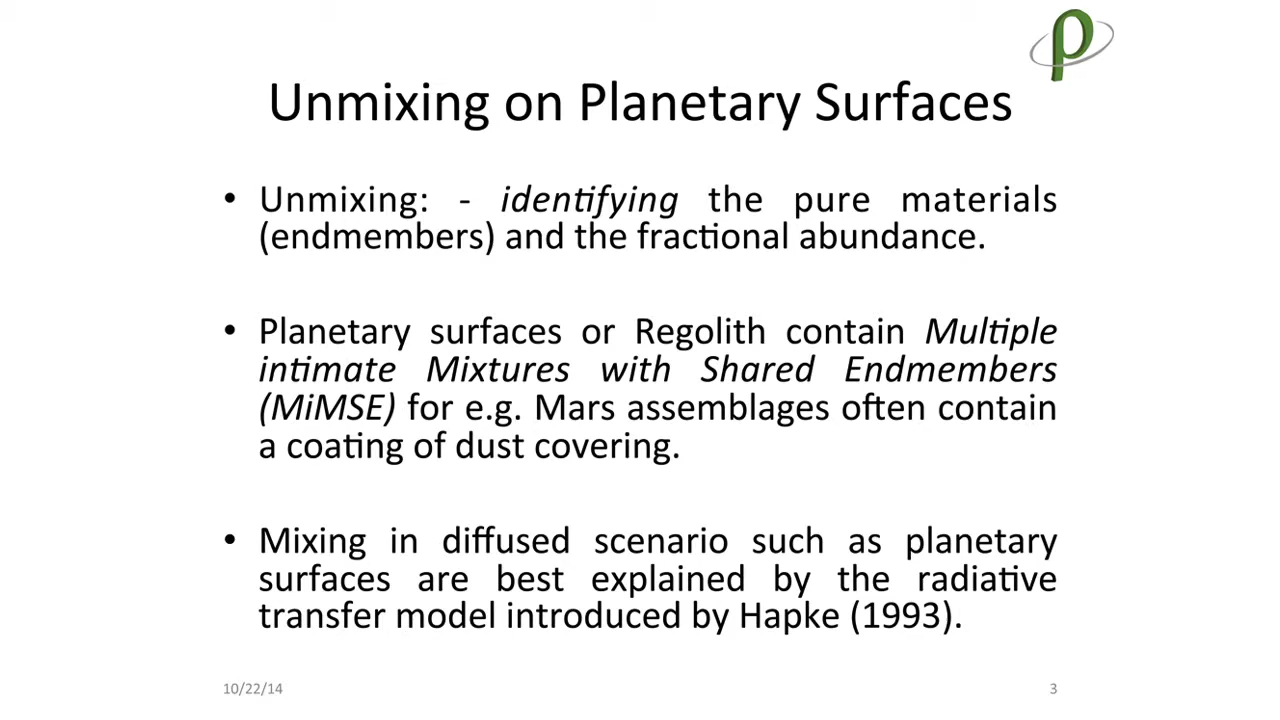 ρ
Unmixing on Planetary Surfaces
• Unmixing: - identifying the pure materials
(endmembers) and the fractional abundance.
• Planetary surfaces or Regolith contain Multiple
intimate Mixtures with Shared Endmembers
(MiMSE) for e.g. Mars assemblages often contain
a coating of dust covering.
• Mixing in diffused scenario such as planetary
surfaces are best explained by the radiative
transfer model introduced by Hapke (1993).
10/22/14
3